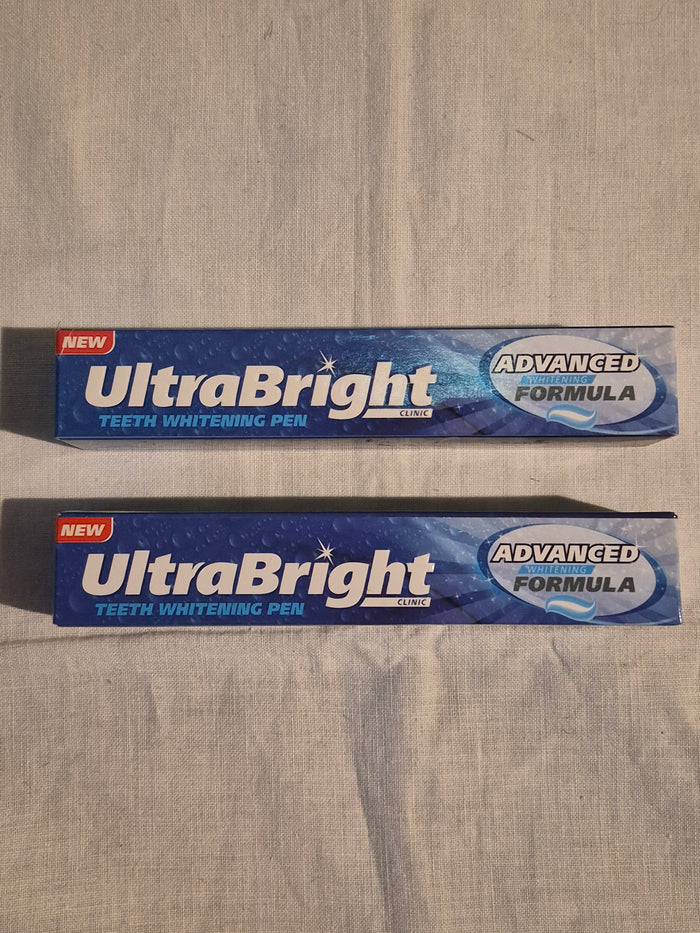 NEW
UltraBright
CLINIC
TEETH WHITENING PEN
ADVANCED
WHITENING
FORMULA
NEW
UltraBright
CLINIC
TEETH WHITENING PEN
ADVANCED
WHITENING
FORMULA